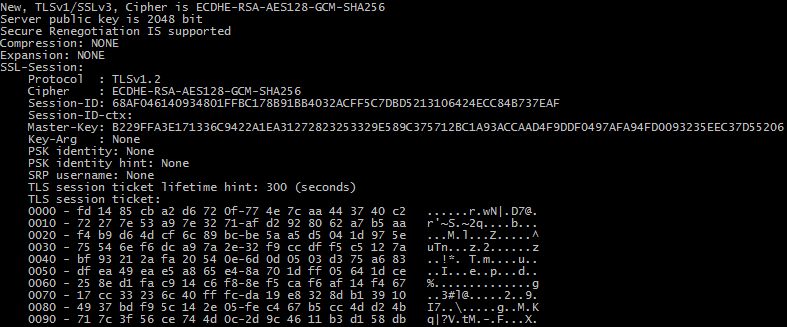 New, TLSv1/SSLv3, Cipher is ECDHE-RSA-AES128-GCM-SHA256
Server public key is 2048 bit
Secure Renegotiation IS supported
Compression: NONE
Expansion: NONE
SSL-Session:
    Protocol  : TLSv1.2
    Cipher    : ECDHE-RSA-AES128-GCM-SHA256
    Session-ID: 68AF046140934801FFBC178B91BB4032ACFF5C7DBD5213106424ECC84B737EAF
    Session-ID-ctx:
    Master-Key: B229FFA3E171336C9422A1EA31272823253329E589C375712BC1A93ACCAAD4F9DDF0497AFA94FD0093235EEC37D55206
    Key-Arg   : None
    PSK identity: None
    PSK identity hint: None
    SRP username: None
    TLS session ticket lifetime hint: 300 (seconds)
    TLS session ticket:
    0000 - fd 14 85 cb a2 d6 72 0f-77 4e 7c aa 44 37 40 c2   ......r.wN|.D7@.
    0010 - 72 27 7e 53 a9 7e 32 71-af d2 92 80 62 a7 b5 aa   r'~S.~2q....b...
    0020 - f4 b9 d6 4d cf 6c 89 bc-be 5a a5 d5 04 1d 97 5e   ...M.l...Z.....^
    0030 - 75 54 6e f6 dc a9 7a 2e-32 f9 cc df f5 c5 12 7a   uTn...z.2......z
    0040 - bf 93 21 2a fa 20 54 0e-6d 0d 05 03 d3 75 a6 83   ..!*. T.m....u..
    0050 - df ea 49 ea e5 a8 65 e4-8a 70 1d ff 05 64 1d ce   ..I...e..p...d..
    0060 - 25 8e d1 fa c9 14 c6 f8-8e f5 ca f6 af 14 f4 67   %..............g
    0070 - 17 cc 33 23 6c 40 ff fc-da 19 e8 32 8d b1 39 10   ..3#l@.....2..9.
    0080 - 49 37 bd f9 5c 14 2e 05-fe c4 67 b5 cc 4d d2 4b   I7..\.....g..M.K
    0090 - 71 7c 3f 56 ce 74 4d 0c-2d 9c 46 11 b3 d1 58 db   q|?V.tM.-.F...X.